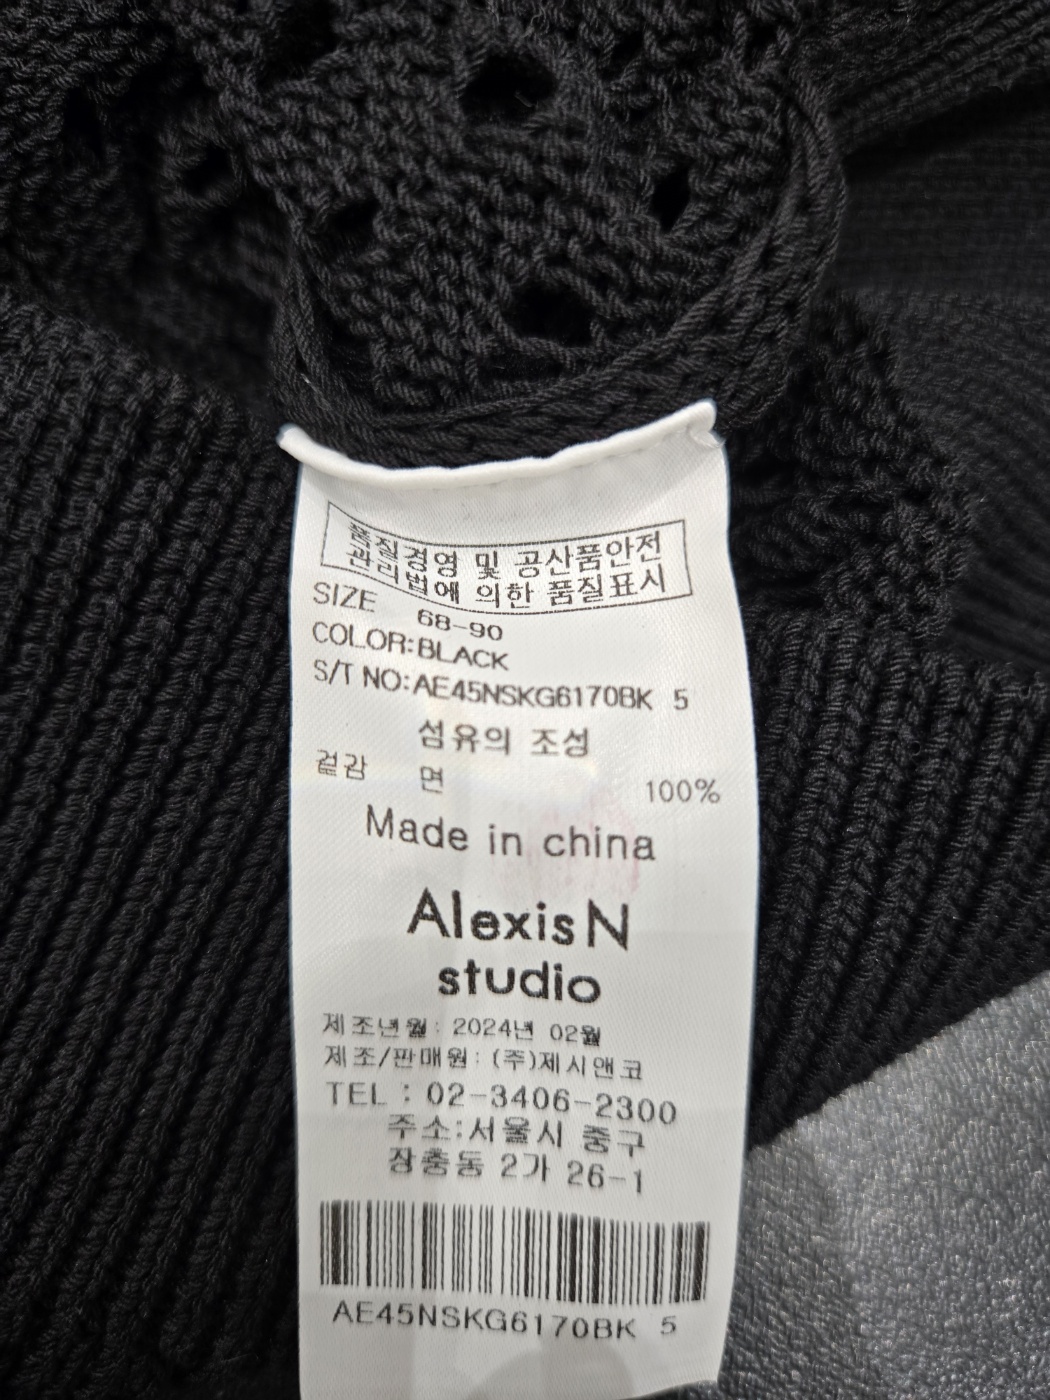 품질경영 및 공산품안전
관리법에 의한 품질표시
SIZE 68-90
COLOR:BLACK
S/T NO:AE45NSKG6170BK 5
섬유의 조성
겉감 면 100%
Made in china
AlexisN
studio
제조년월: 2024년 02월
제조/판매원: (주)제시앤코
TEL : 02-3406-2300
주소:서울시 중구
장충동 2가 26-1
AE45NSKG6170BK 5